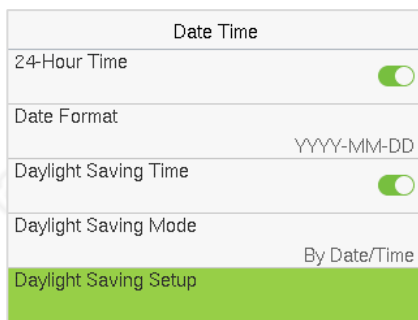 Date Time
24-Hour Time
Date Format
YYYY-MM-DD
Daylight Saving Time
Daylight Saving Mode
By Date/Time
Daylight Saving Setup